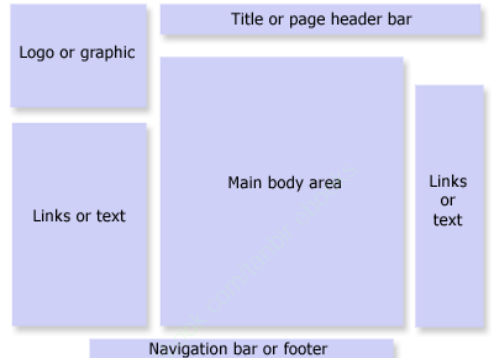 Title or page header bar
Logo or graphic
Main body area
Links or text
Links
or
text
Navigation bar or footer